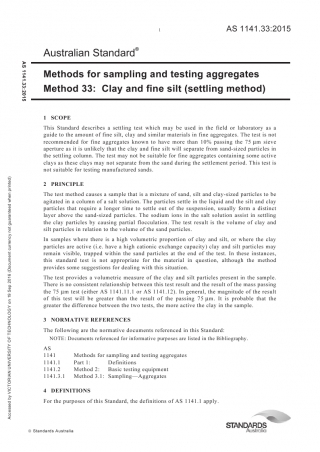 1
AS 1141.33:2015
Australian Standard®
Methods for sampling and testing aggregates
Method 33: Clay and fine silt (settling method)
1 SCOPE
This Standard describes a settling test which may be used in the field or laboratory as a
guide to the amount of fine silt, clay and similar materials in fine aggregates. The test is not
recommended for fine aggregates known to have more than 10% passing the 75 µm sieve
aperture as it is unlikely that the clay and fine silt will separate from sand-sized particles in
the settling column. The test may not be suitable for fine aggregates containing some active
clays as these clays may not separate from the sand during the settlement period. This test is
not suitable for testing manufactured sands.
2 PRINCIPLE
The test method causes a sample that is a mixture of sand, silt and clay-sized particles to be
agitated in a column of a salt solution. The particles settle in the liquid and the silt and clay
particles that require a longer time to settle out of the suspension, usually form a distinct
layer above the sand-sized particles. The sodium ions in the salt solution assist in settling
the clay particles by causing partial flocculation. The test result is the volume of clay and
silt particles in relation to the volume of the sand particles.
In samples where there is a high volumetric proportion of clay and silt, or where the clay
particles are active (i.e. have a high cationic exchange capacity) clay and silt particles may
remain visible, trapped within the sand particles at the end of the test. In these instances,
this standard test is not appropriate for the material in question, although the method
provides some suggestions for dealing with this situation.
The test provides a volumetric measure of the clay and silt particles present in the sample.
There is no consistent relationship between this test result and the result of the mass passing
the 75 µm test (either AS 1141.11.1 or AS 1141.12). In general, the magnitude of the result
of this test will be greater than the result of the passing 75 µm. It is probable that the
greater the difference between the two tests, the more active the clay in the sample.
3 NORMATIVE REFERENCES
The following are the normative documents referenced in this Standard:
NOTE: Documents referenced for informative purposes are listed in the Bibliography.
AS
1141 Methods for sampling and testing aggregates
1141.1 Part 1: Definitions
1141.2 Method 2: Basic testing equipment
1141.3.1 Method 3.1: Sampling—Aggregates
4 DEFINITIONS
For the purposes of this Standard, the definitions of AS 1141.1 apply.
© Standards Australia
STANDARDS
Australia
AS 1141.33:2015
Accessed by VICTORIAN UNIVERSITY OF TECHNOLOGY on 16 Sep 2015 (Document currency not guaranteed when printed)